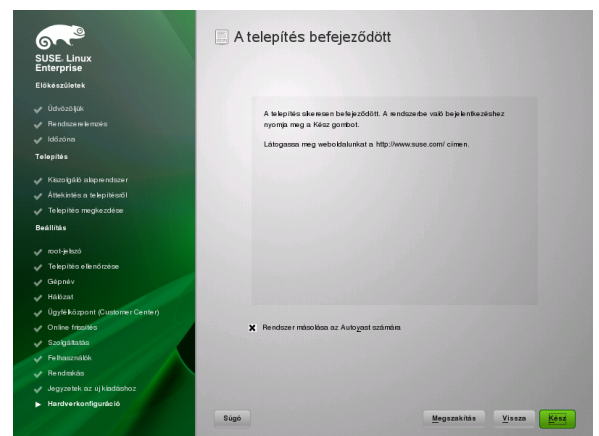 A telepítés befejeződött
SUSE. Linux
Enterprise
Előkészületek
Üdvözöljük
Rendszerelemzés
Időzóna
Telepítés
Kiszolgáló alaprendszer
Áttekintés a telepítésről
Telepítés megkezdése
Beállítás
root-jelszó
Telepítés ellenőrzése
Gépnév
Hálózat
Ügyfélközpont (Customer Center)
Online frissítés
Szolgáltatás
Felhasználók
Rendrakás
Jegyzetek az uj kiadáshoz
Hardverkonfiguráció
A telepítés sikeresen befejeződött. A rendszerbe való bejelentkezéshez
nyomja meg a Kész gombot.
Látogassa meg weboldalunkat a http://www.suse.com/ címen.
Rendszer másolása az Autoyast számára
Súgó
Megszakítás
Vissza
Kész